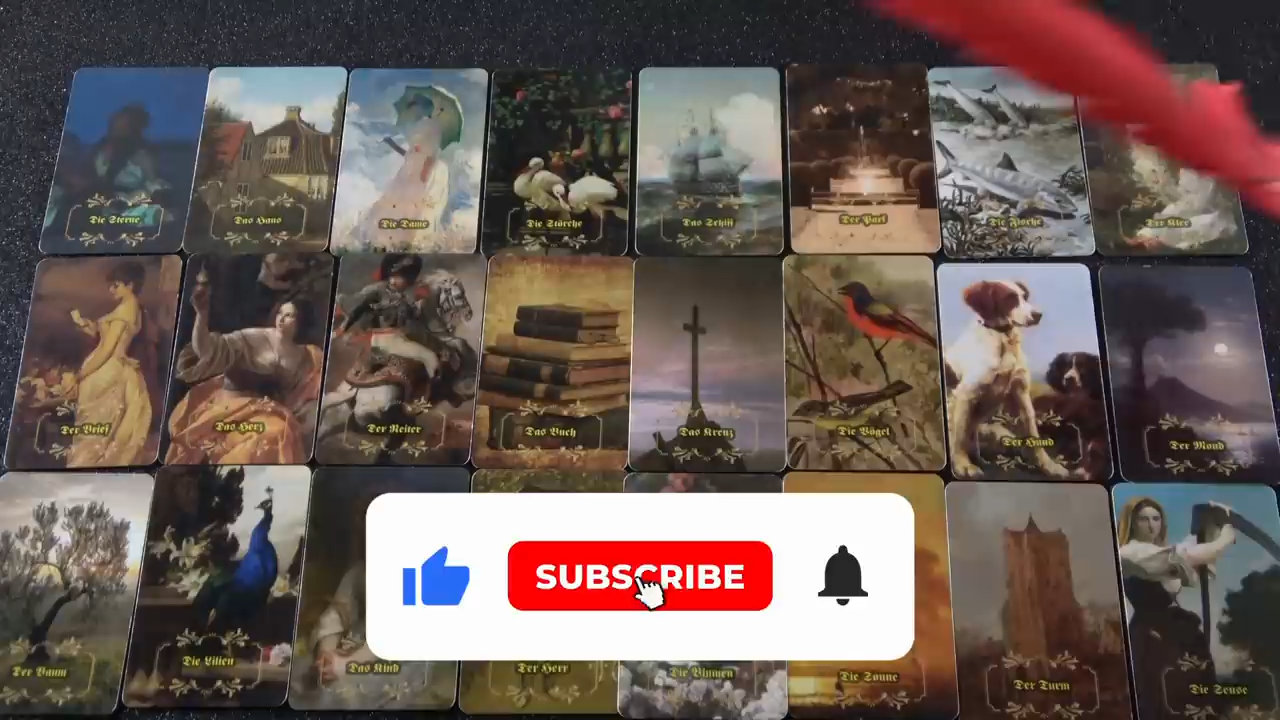 Die Sterne
Das Haus
Die Dame
Die Störche
Das Schiff
Der Park
Die Fische
Der Klee
Der Brief
Das Herz
Der Reiter
Das Buch
Das Kreuz
Die Vögel
Der Hund
Der Mond
SUBSCRIBE
Der Baum
Die Lilien
Das Kind
Der Herr
Die Blumen
Die Sonne
Der Turm
Die Sense